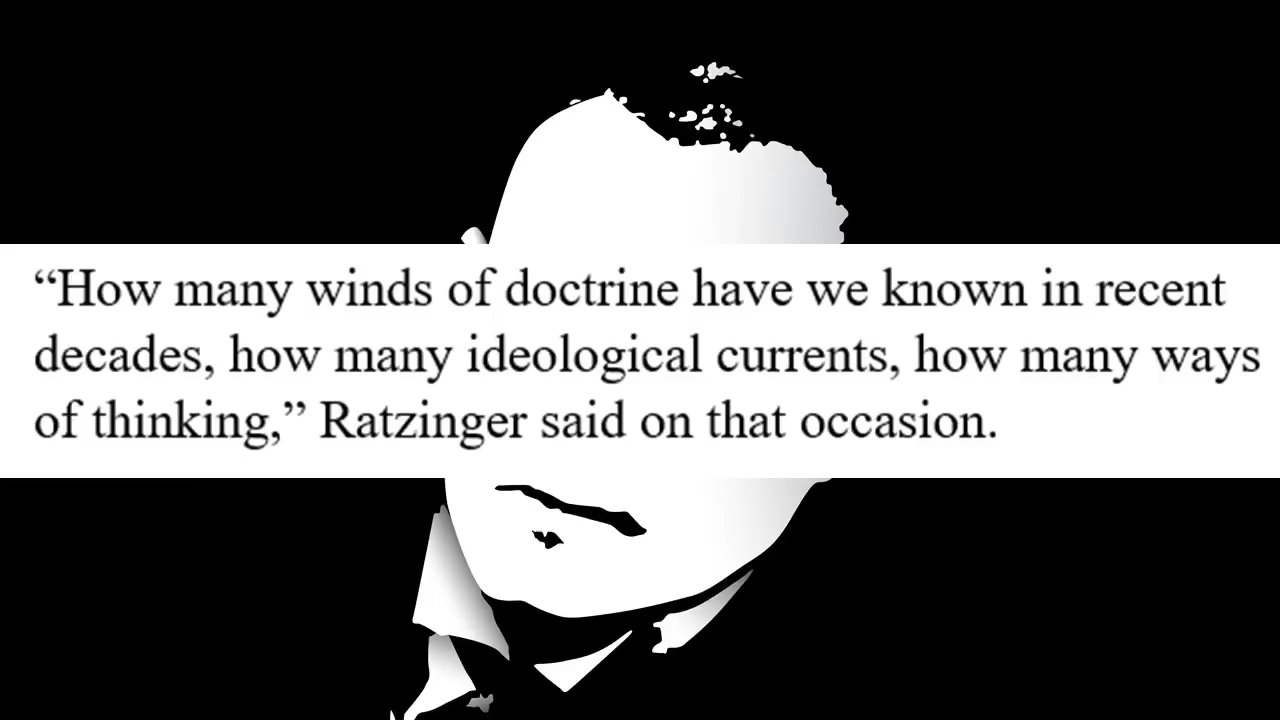 “How many winds of doctrine have we known in recent
decades, how many ideological currents, how many ways
of thinking,” Ratzinger said on that occasion.